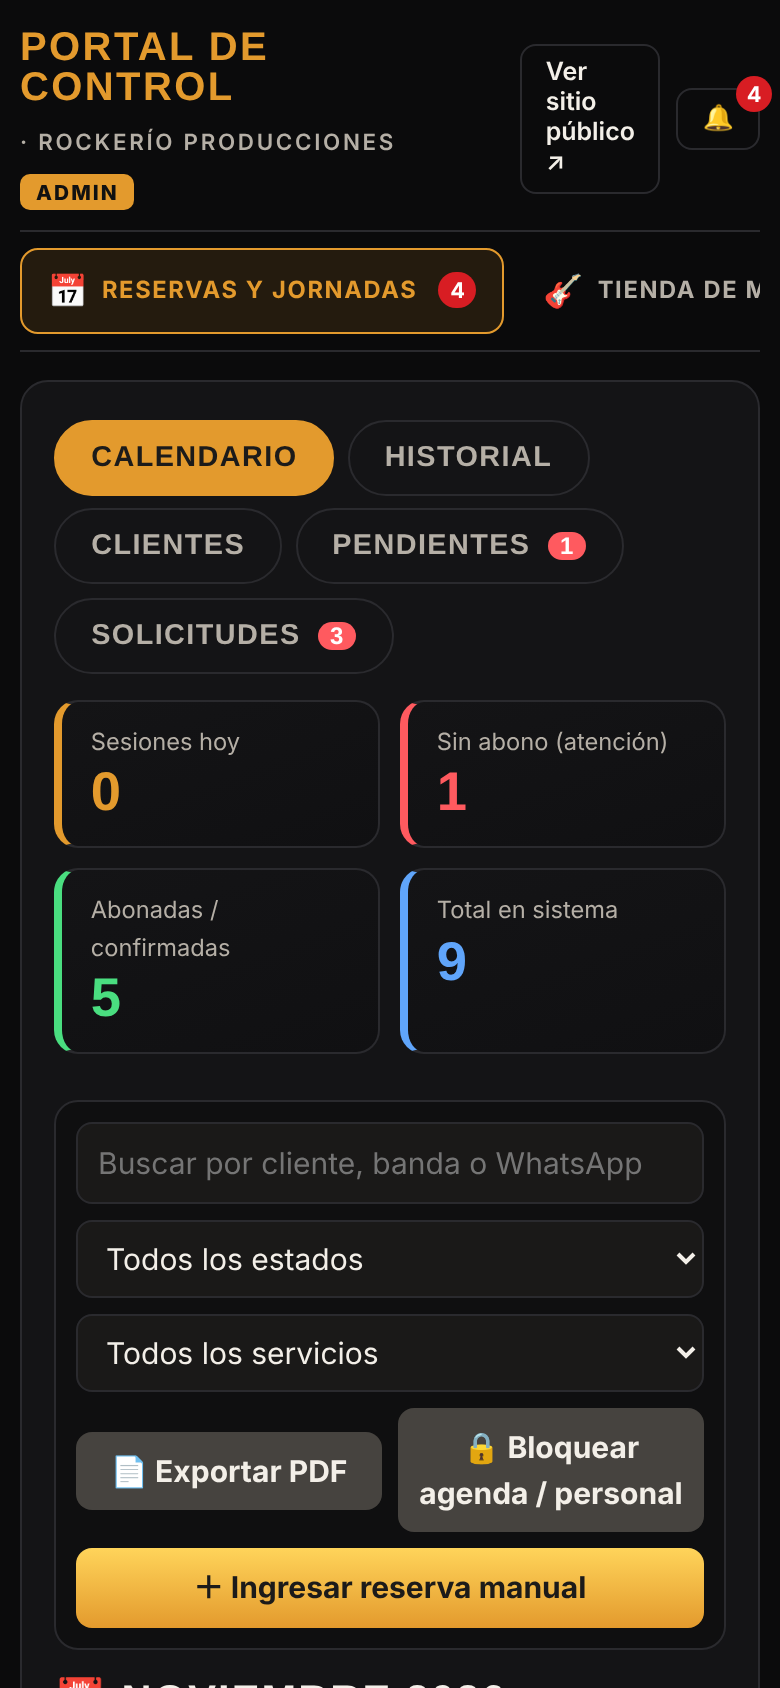 PORTAL DE
CONTROL
· ROCKERÍO PRODUCCIONES
ADMIN
Ver
sitio
público
↗
🔔 4
📅 RESERVAS Y JORNADAS 4
🎸 TIENDA DE M
CALENDARIO
HISTORIAL
CLIENTES
PENDIENTES 1
SOLICITUDES 3
Sesiones hoy
0
Sin abono (atención)
1
Abonadas /
confirmadas
5
Total en sistema
9
Buscar por cliente, banda o WhatsApp
Todos los estados
Todos los servicios
📄 Exportar PDF
🔒 Bloquear
agenda / personal
+ Ingresar reserva manual
📅 NOVIEMBRE